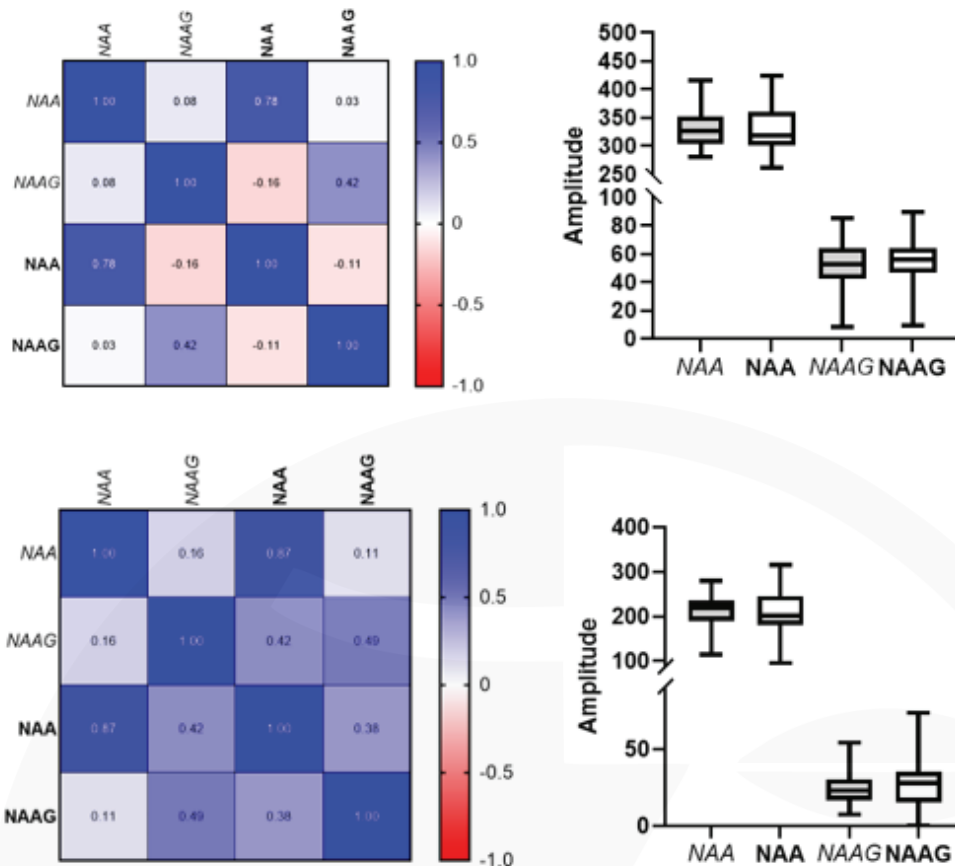 NAA NAAG NAA NAAG
NAA 1.00 0.08 0.78 0.03
NAAG 0.08 1.00 -0.16 0.42
NAA 0.78 -0.16 1.00 -0.11
NAAG 0.03 0.42 -0.11 1.00
1.0
0.5
0
-0.5
-1.0
Amplitude
500
450
400
350
300
250
100
80
60
40
20
0
NAA NAA NAAG NAAG
NAA NAAG NAA NAAG
NAA 1.00 0.16 0.87 0.11
NAAG 0.16 1.00 0.42 0.49
NAA 0.87 0.42 1.00 0.38
NAAG 0.11 0.49 0.38 1.00
1.0
0.5
0
-0.5
-1.0
Amplitude
400
300
200
100
50
0
NAA NAA NAAG NAAG